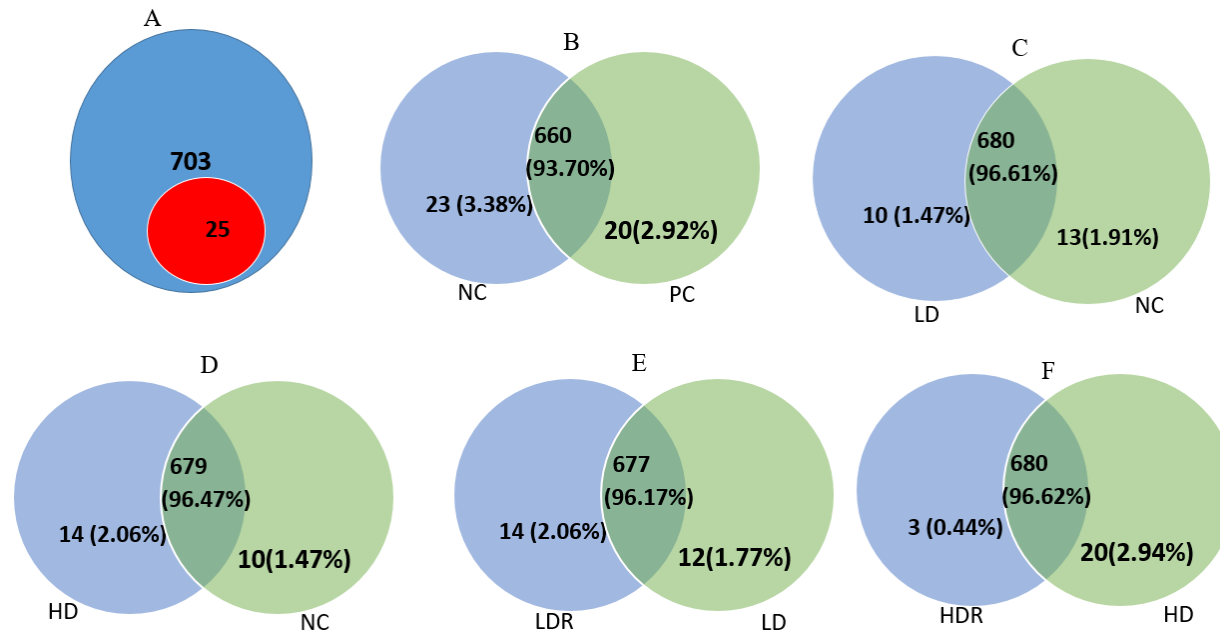 A
703
25
B
660
(93.70%)
23 (3.38%)
20(2.92%)
NC
PC
C
680
(96.61%)
10 (1.47%)
13(1.91%)
LD
NC
D
679
(96.47%)
14 (2.06%)
10(1.47%)
HD
NC
E
677
(96.17%)
14 (2.06%)
12(1.77%)
LDR
LD
F
680
(96.62%)
3 (0.44%)
20(2.94%)
HDR
HD